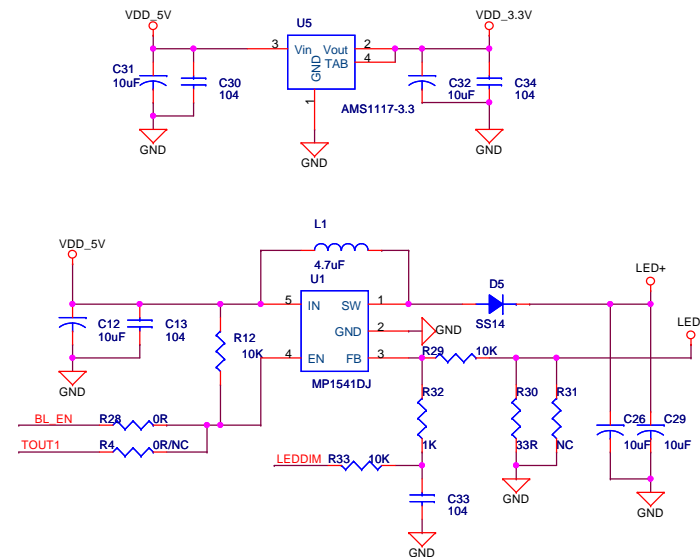 VDD_5V
U5
VDD_3.3V
3 Vin Vout 2
TAB 4
GND
1
C31
10uF
C30
104
C32
10uF
C34
104
AMS1117-3.3
GND
GND
GND
L1
4.7uF
VDD_5V
LED+
U1
D5
SS14
5 IN SW 1
GND 2 GND
4 EN FB 3
MP1541DJ
LED
C12
10uF
C13
104
R12
10K
R29 10K
GND
R32
1K
R30
33R
R31
NC
C26
10uF
C29
10uF
BL_EN R28 0R
TOUT1 R4 0R/NC
LEDDIM R33 10K
GND
GND
C33
104
GND